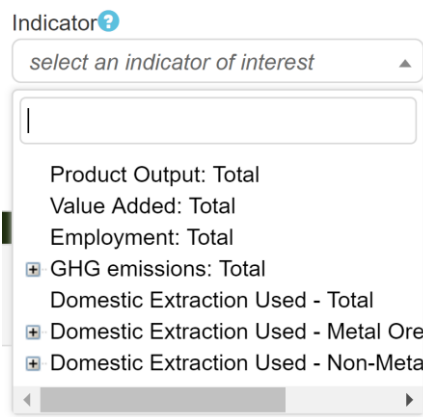 Indicator?
select an indicator of interest
Product Output: Total
Value Added: Total
Employment: Total
GHG emissions: Total
Domestic Extraction Used - Total
Domestic Extraction Used - Metal Ore
Domestic Extraction Used - Non-Meta